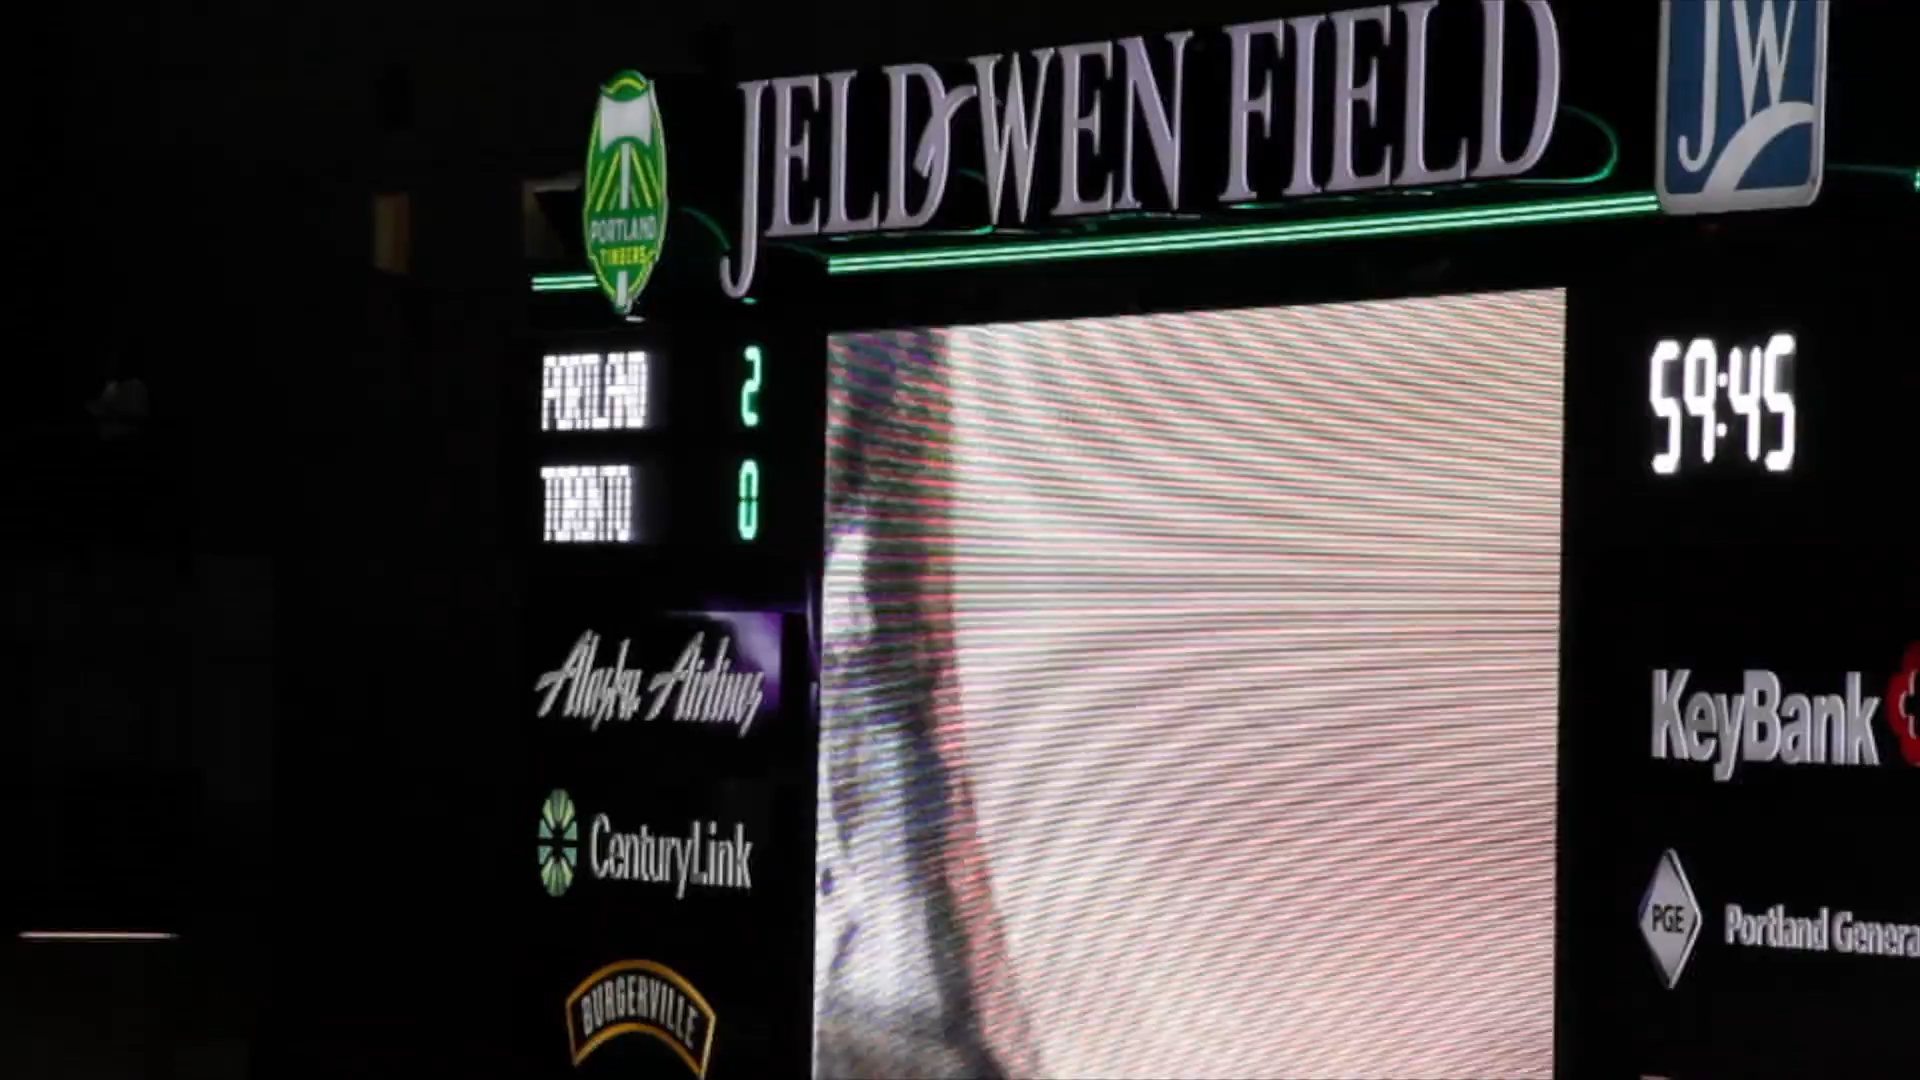 JELD WEN FIELD
JW
PORTLAND
TIMBERS
PORTLAND 2
TORONTO 0
59:45
Alaska Airlines
KeyBank
CenturyLink
PGE Portland Genera
BURGERVILLE